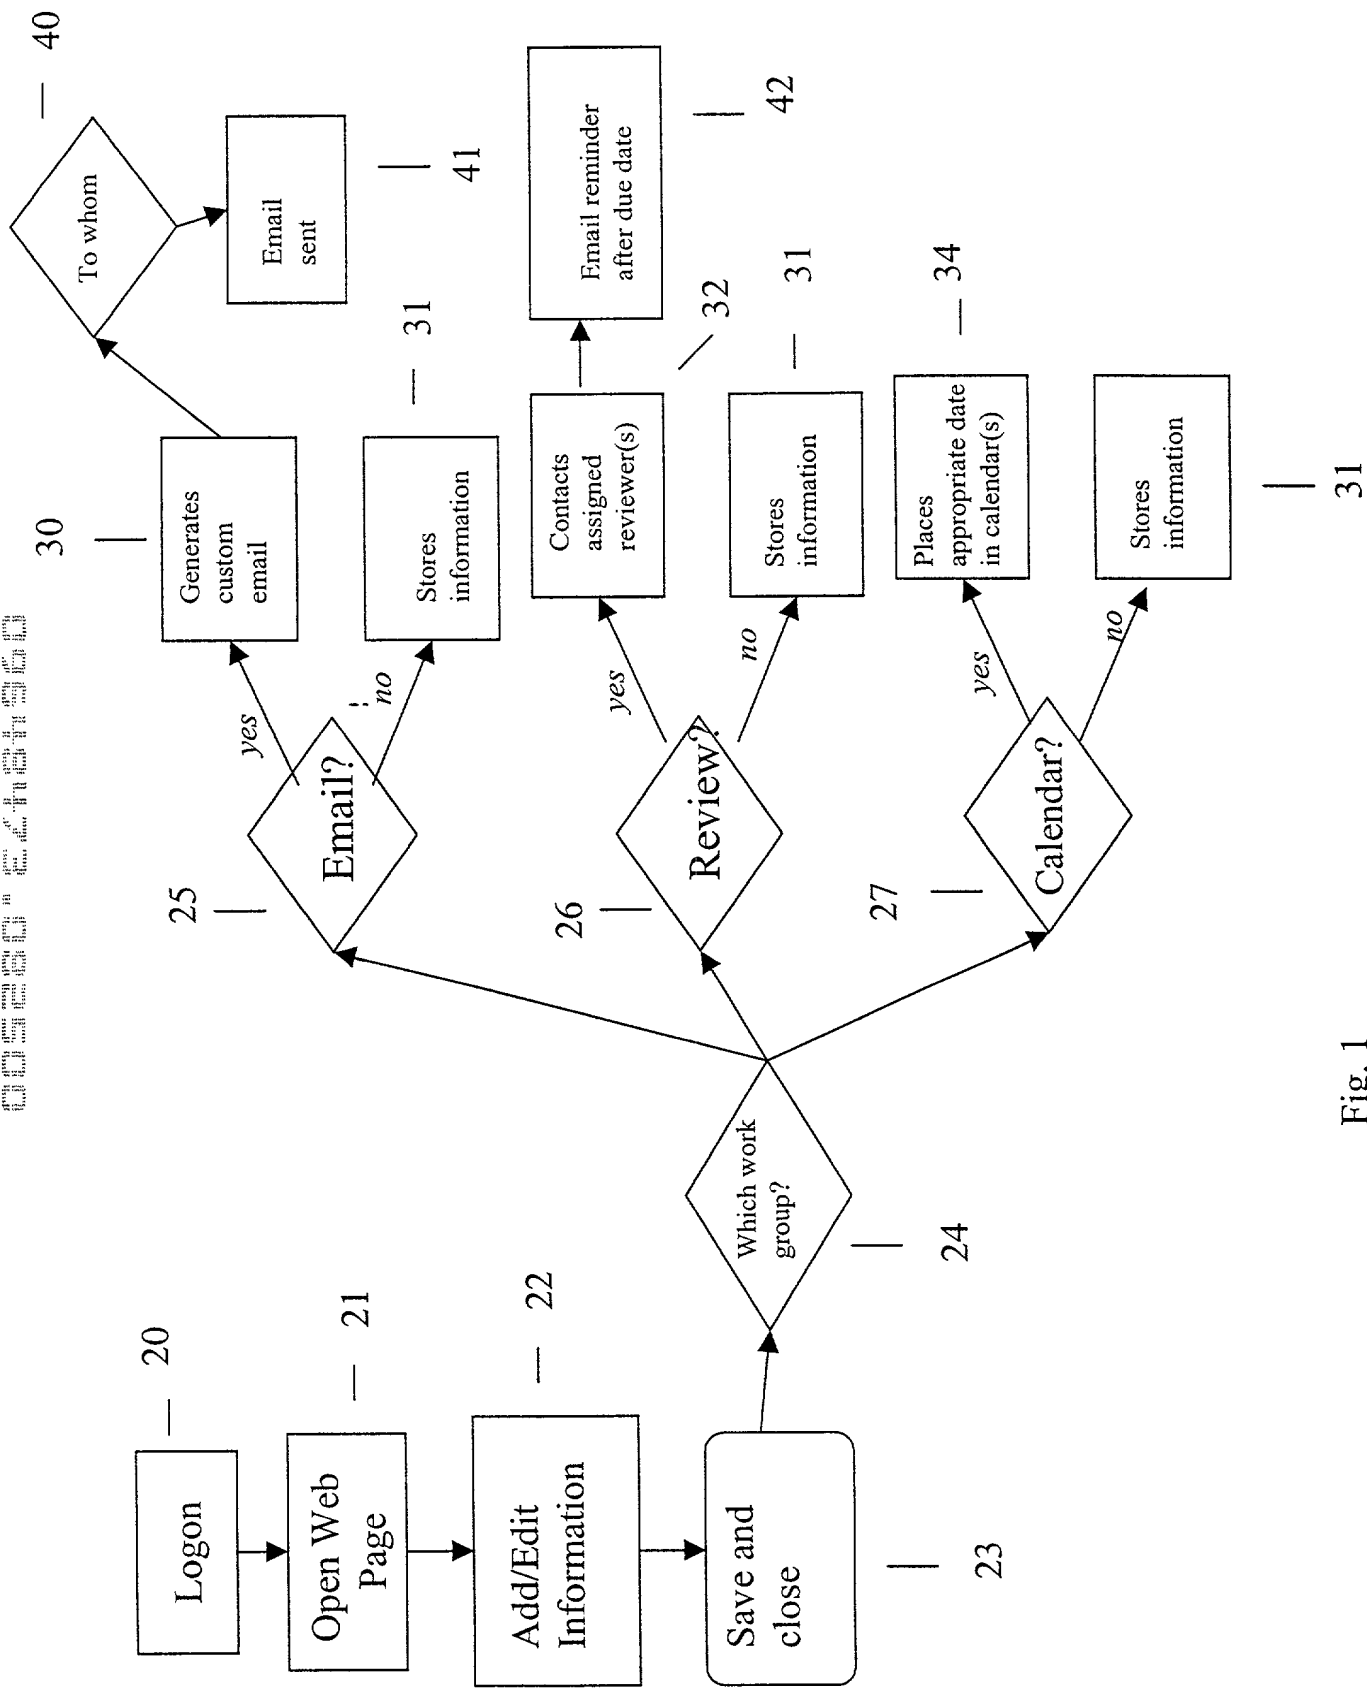 20
Logon
21
Open Web
Page
22
Add/Edit
Information
Save and
close
23
Which work
group?
24
25
Email?
yes
no
30
Generates
custom
email
Stores
information
31
To whom
40
Email
sent
41
26
Review?
yes
no
Contacts
assigned
reviewer(s)
32
Email reminder
after due date
42
Stores
information
31
27
Calendar?
yes
no
Places
appropriate date
in calendar(s)
34
Stores
information
31
Fig. 1